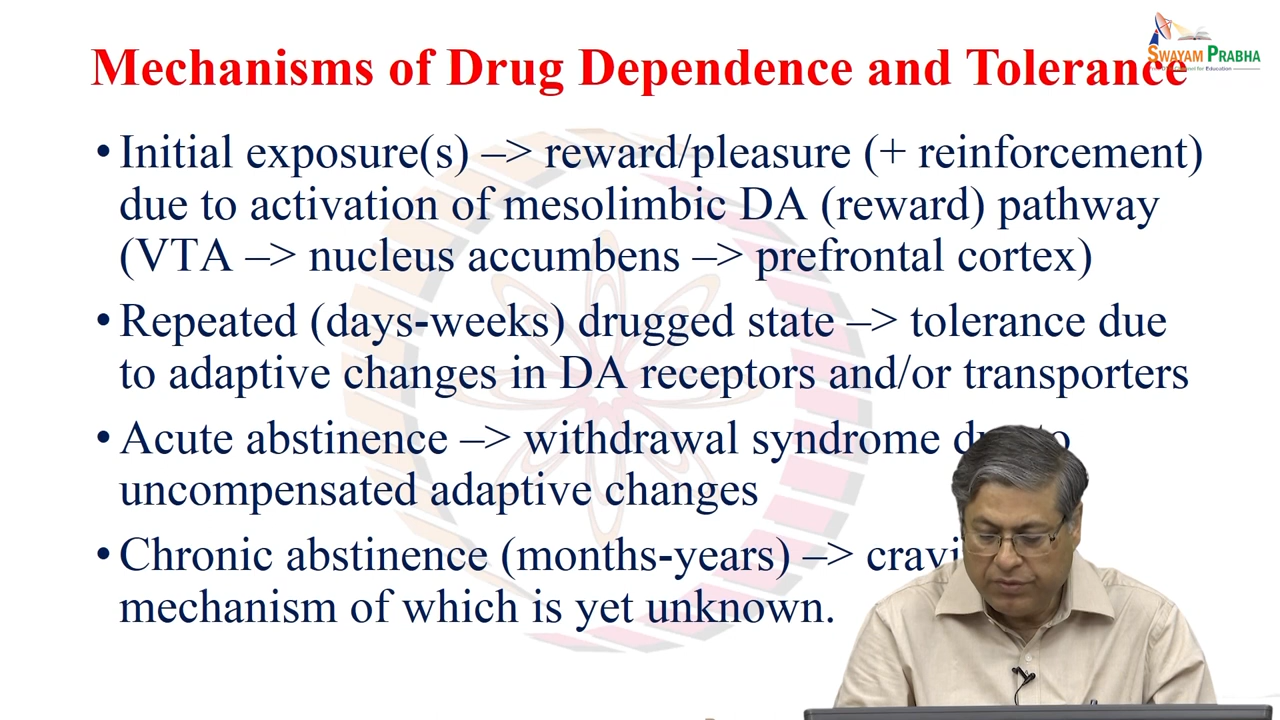 SWAYAM PRABHA
Mechanisms of Drug Dependence and Tolerance
• Initial exposure(s) –> reward/pleasure (+ reinforcement)
due to activation of mesolimbic DA (reward) pathway
(VTA –> nucleus accumbens –> prefrontal cortex)
• Repeated (days-weeks) drugged state –> tolerance due
to adaptive changes in DA receptors and/or transporters
• Acute abstinence –> withdrawal syndrome
uncompensated adaptive changes
• Chronic abstinence (months-years) –>
mechanism of which is yet unknown.